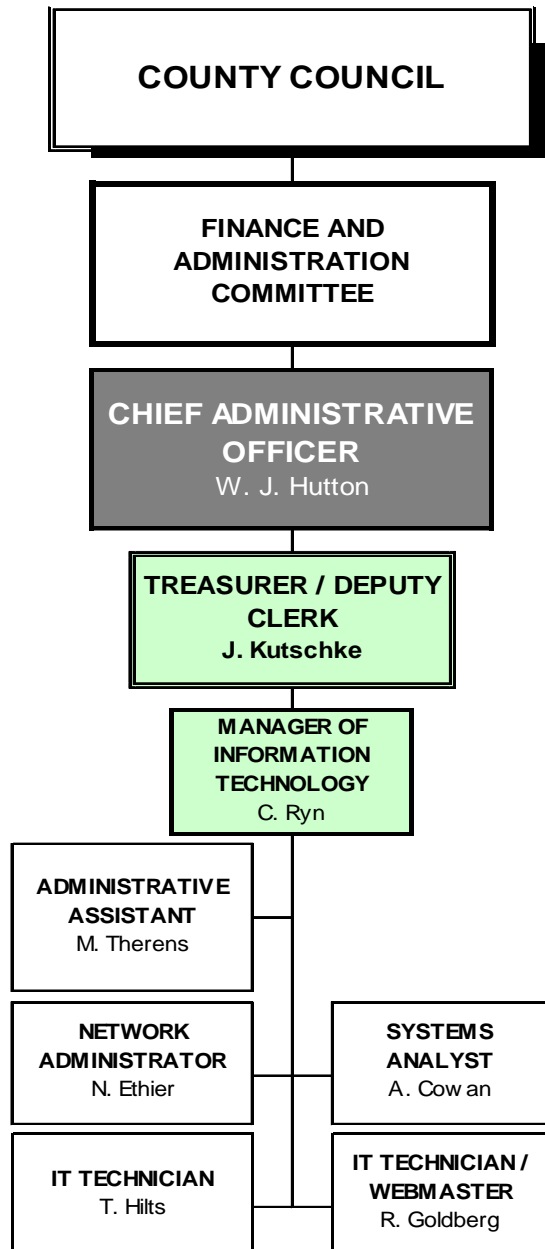 COUNTY COUNCIL
FINANCE AND
ADMINISTRATION
COMMITTEE
CHIEF ADMINISTRATIVE
OFFICER
W. J. Hutton
TREASURER / DEPUTY
CLERK
J. Kutschke
MANAGER OF
INFORMATION
TECHNOLOGY
C. Ryn
ADMINISTRATIVE
ASSISTANT
M. Therens
NETWORK
ADMINISTRATOR
N. Ethier
SYSTEMS
ANALYST
A. Cowan
IT TECHNICIAN
T. Hilts
IT TECHNICIAN /
WEBMASTER
R. Goldberg